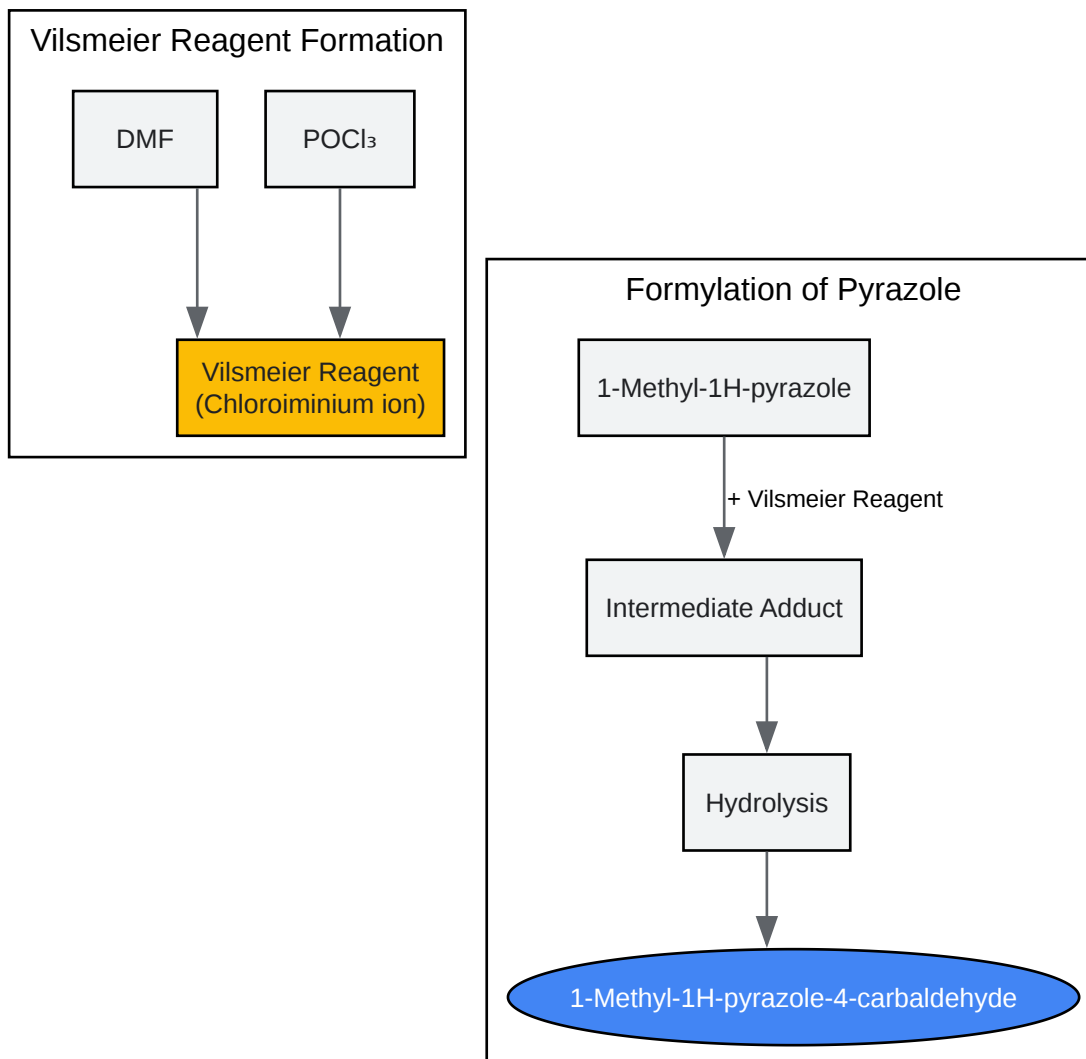 Vilsmeier Reagent Formation
DMF
POCl₃
Vilsmeier Reagent
(Chloroiminium ion)
Formylation of Pyrazole
1-Methyl-1H-pyrazole
+ Vilsmeier Reagent
Intermediate Adduct
Hydrolysis
1-Methyl-1H-pyrazole-4-carbaldehyde